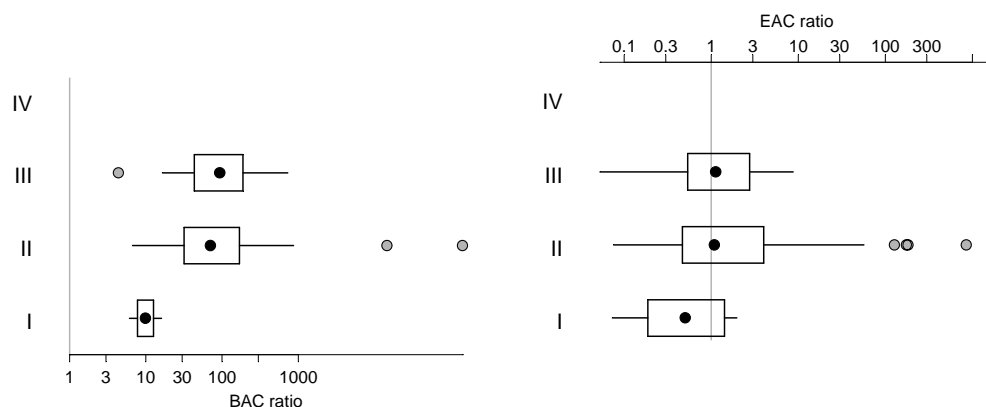 IV
III
II
I
1 3 10 30 100 1000
BAC ratio
EAC ratio
0.1 0.3 1 3 10 30 100 300
IV
III
II
I